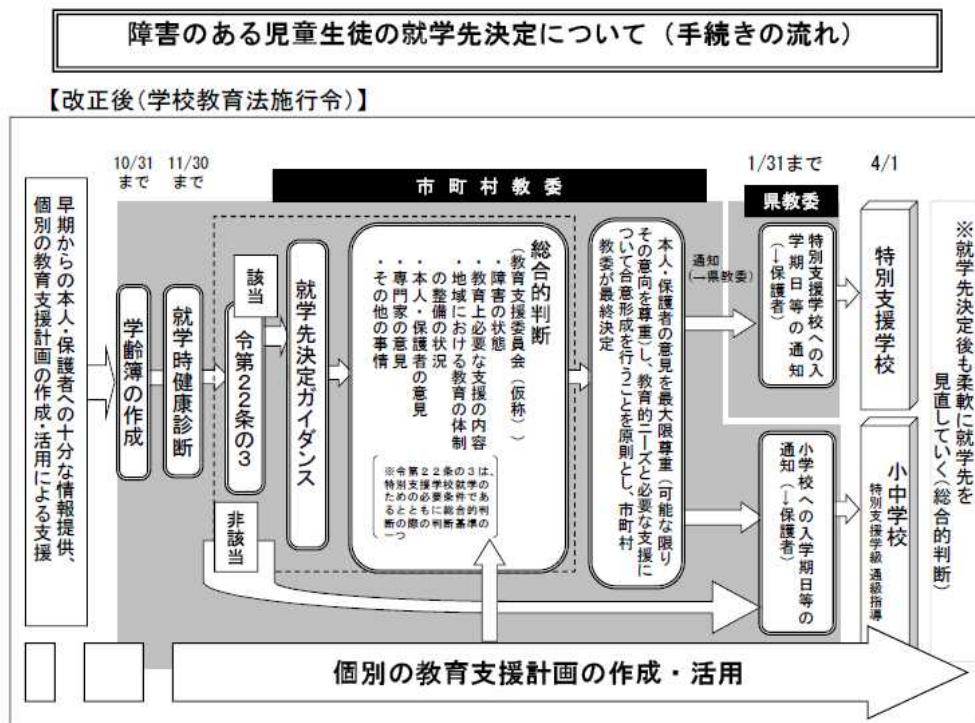 障害のある児童生徒の就学先決定について（手続きの流れ）
【改正後（学校教育法施行令）】
10/31
まで
11/30
まで
1/31まで
4/1
市町村教委
県教委
早期からの本人・保護者への十分な情報提供、
個別の教育支援計画の作成・活用による支援
学齢簿の作成
就学時健康診断
該当
令第２２条の３
非該当
就学先決定ガイダンス
総合的判断
（教育支援委員会（仮称））
・障害の状態
・教育上必要な支援の内容
・地域における教育の体制
の整備の状況
・本人・保護者の意見
・専門家の意見
・その他の事情
※令第２２条の３は、
特別支援学校就学の
ための必要条件であ
るとともに総合的判
断の際の判断基準の
一つ
本人・保護者の意見を最大限尊重（可能な限り
その意向を尊重）し、教育的ニーズと必要な支援に
ついて合意形成を行うことを原則とし、市町村
教委が最終決定
通知
（→県教委）
特別支援学校への入
学期日等の通知
（→保護者）
小学校への入学期日等の
通知（→保護者）
特別支援学校
小中学校
特別支援学級 通級指導
※就学先決定後も柔軟に就学先を
見直していく（総合的判断）
個別の教育支援計画の作成・活用